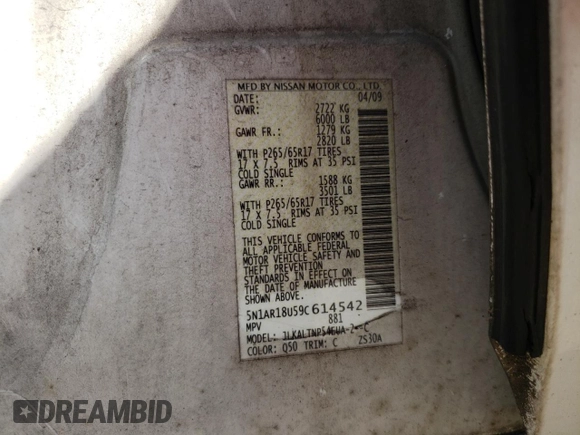 MFD BY NISSAN MOTOR CO., LTD.
DATE: 04/09
GVWR: 2722 KG
6000 LB
GAWR FR.: 1279 KG
2820 LB
WITH P265/65R17 TIRES
17 X 7.5 RIMS AT 35 PSI
COLD SINGLE
GAWR RR.: 1588 KG
3501 LB
WITH P265/65R17 TIRES
17 X 7.5 RIMS AT 35 PSI
COLD SINGLE
THIS VEHICLE CONFORMS TO
ALL APPLICABLE FEDERAL
MOTOR VEHICLE SAFETY AND
THEFT PREVENTION
STANDARDS IN EFFECT ON
THE DATE OF MANUFACTURE
SHOWN ABOVE.
5N1AR18U59C614542
MPV 881
MODEL:
COLOR: Q50 TRIM: C ZS30A
DREAMBID